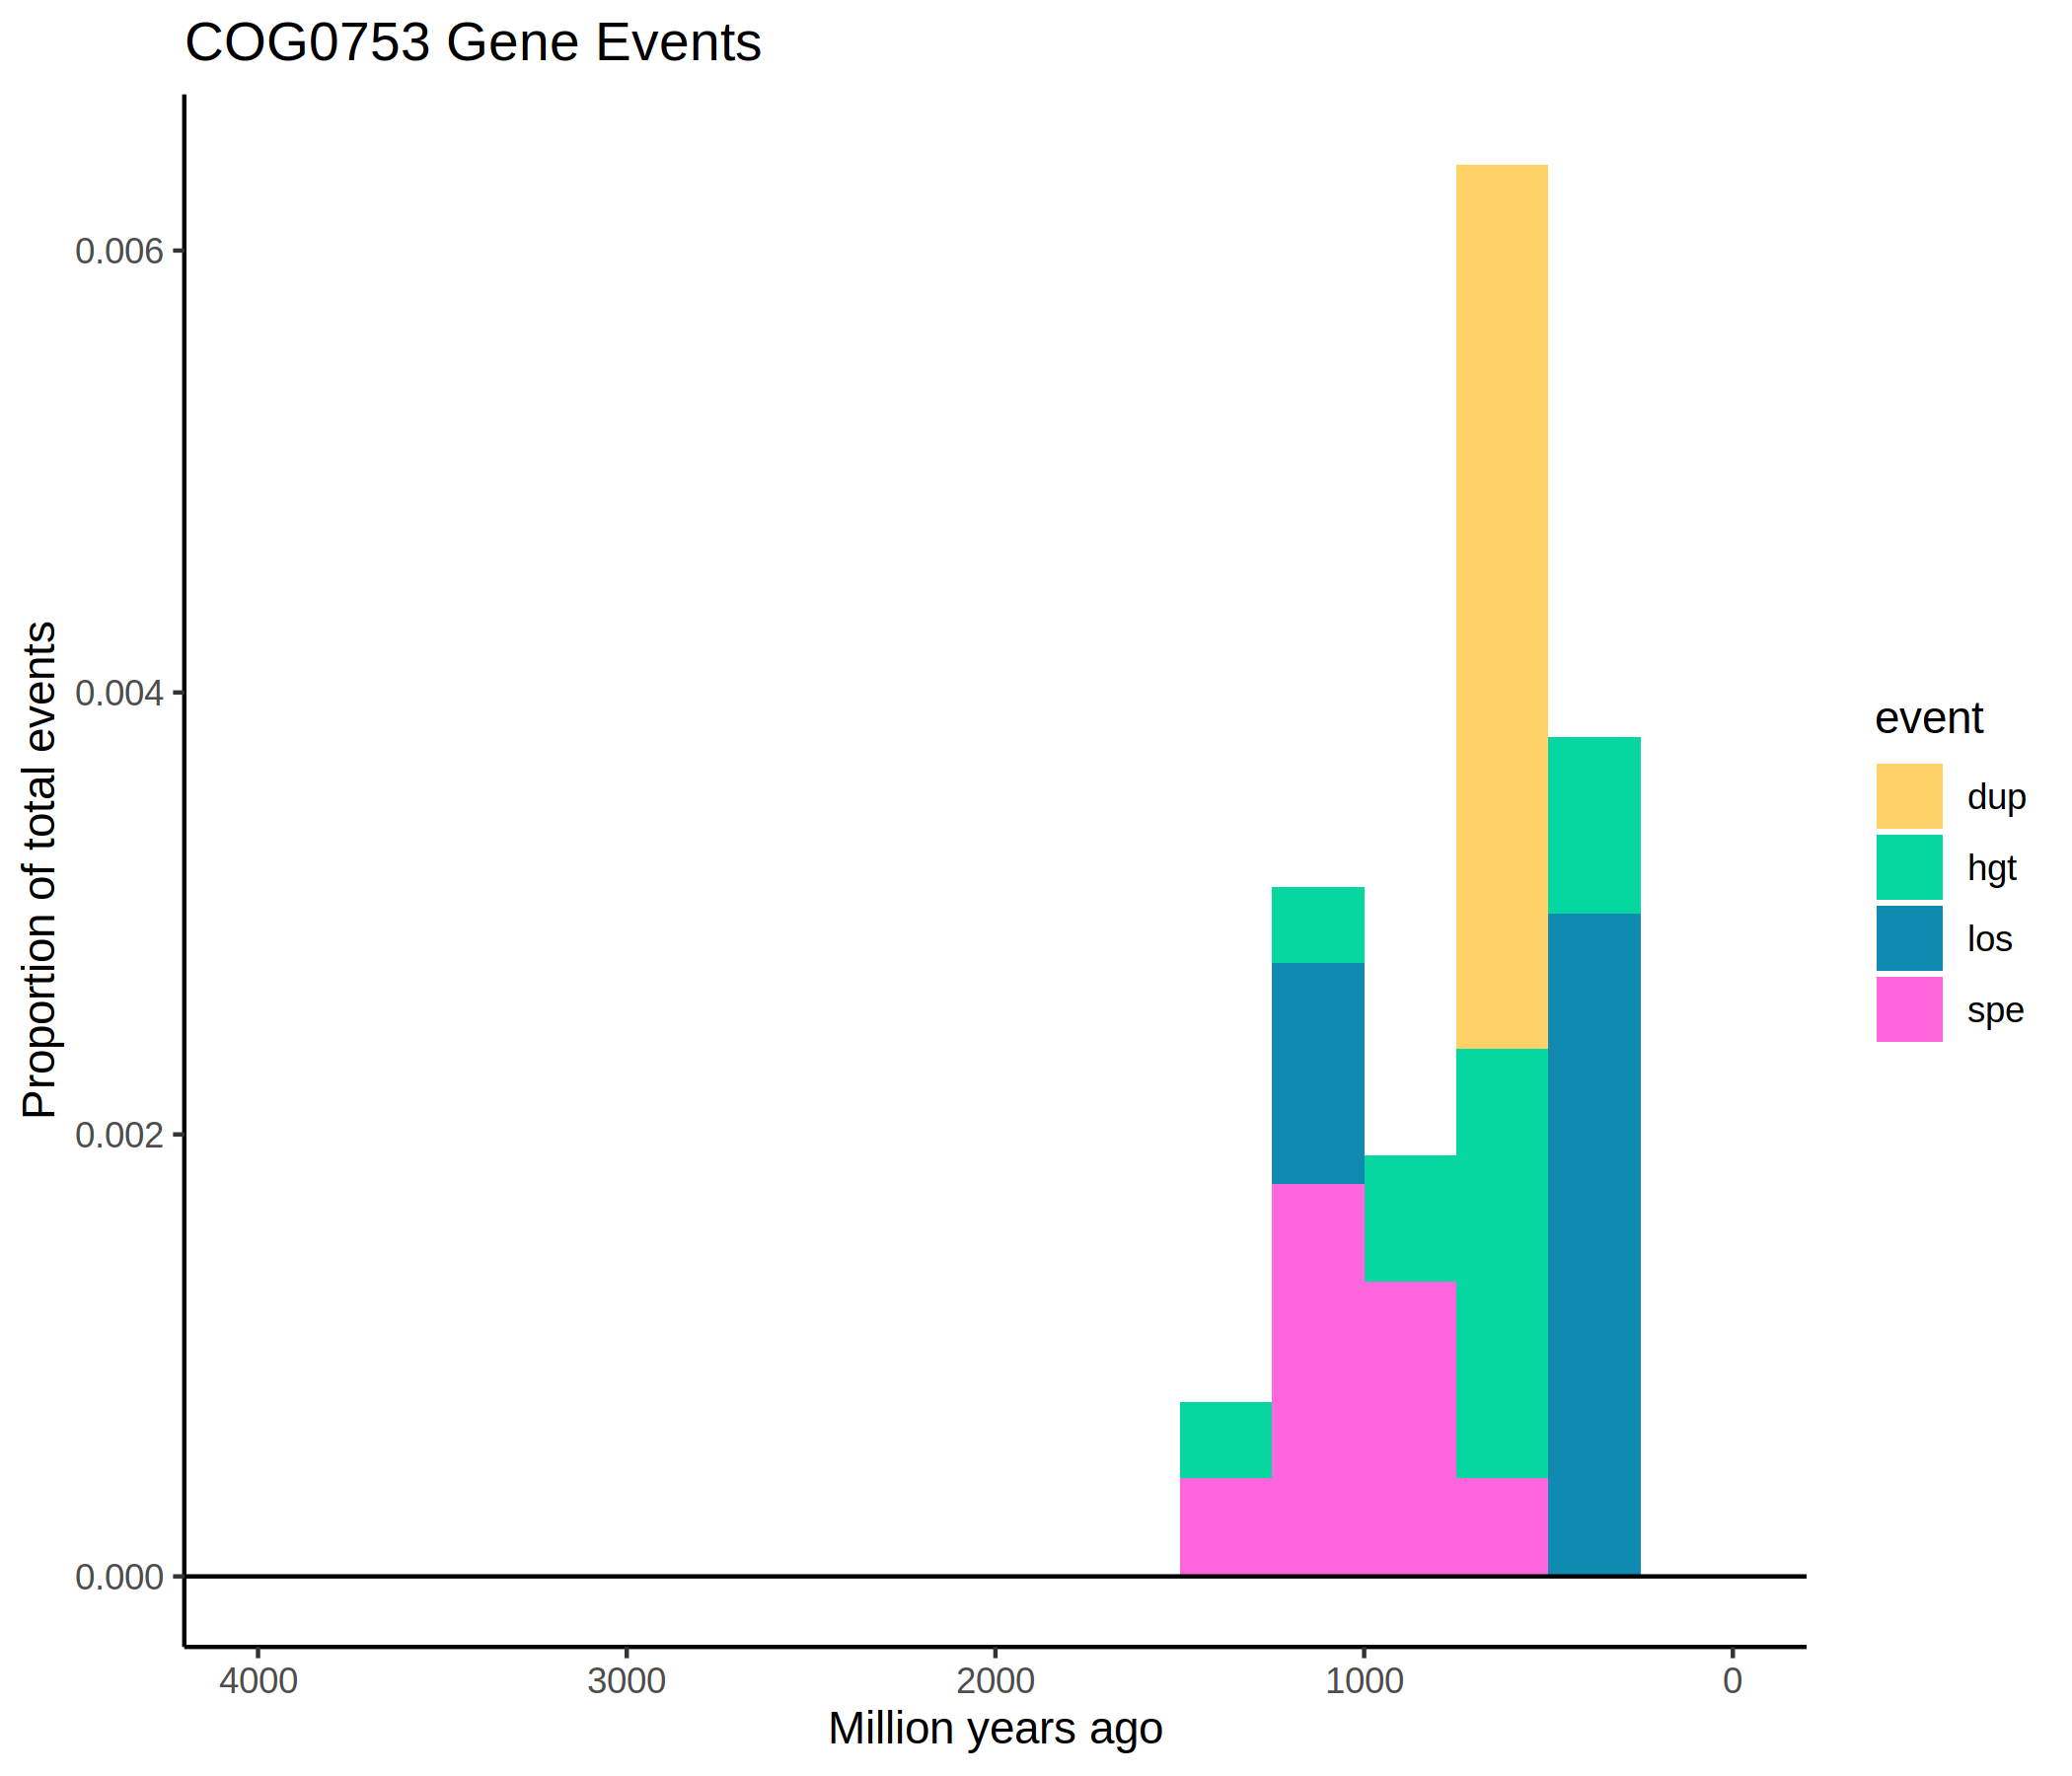 COG0753 Gene Events
Proportion of total events
0.006
0.004
0.002
0.000
4000 3000 2000 1000 0
Million years ago
event
dup
hgt
los
spe